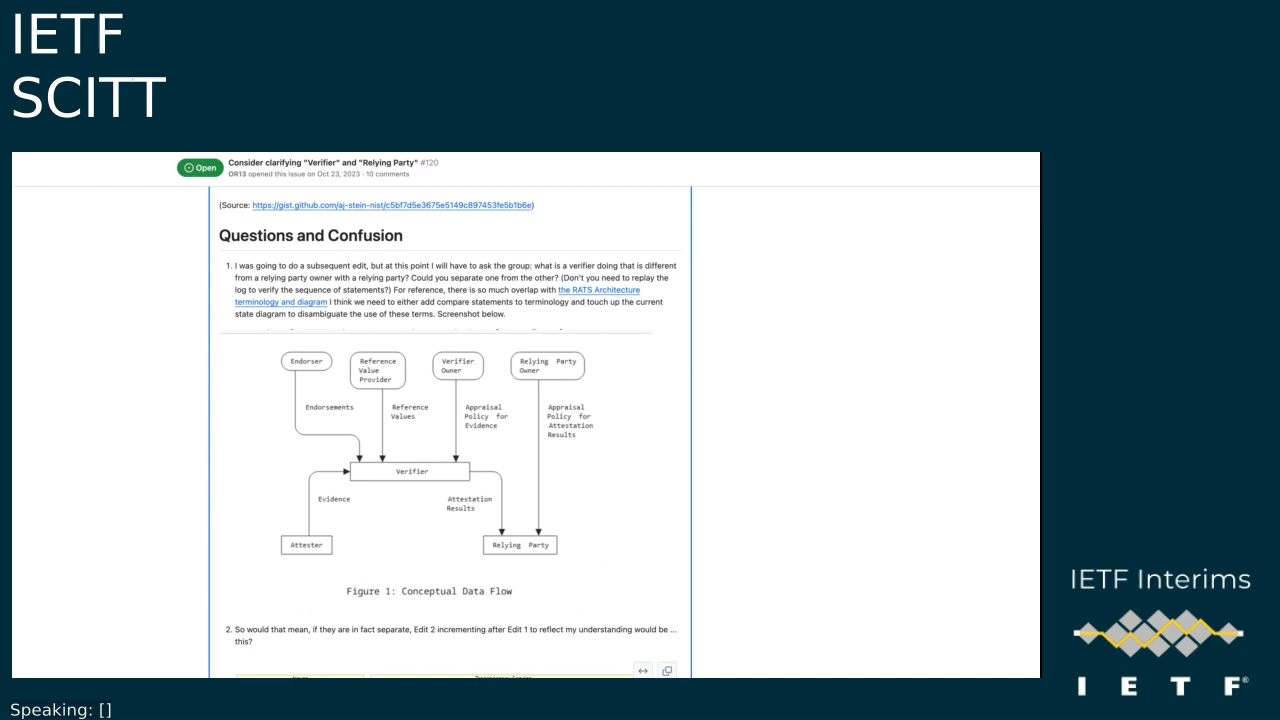 IETF
SCITT
Open
Consider clarifying "Verifier" and "Relying Party" #120
OR13 opened this issue on Oct 23, 2023 · 10 comments
(Source: https://gist.github.com/aj-stein-nist/c5bf7d5e3675e5149c897453fe5b1b6e)
Questions and Confusion
1. I was going to do a subsequent edit, but at this point I will have to ask the group: what is a verifier doing that is different
from a relying party owner with a relying party? Could you separate one from the other? (Don't you need to replay the
log to verify the sequence of statements?) For reference, there is so much overlap with the RATS Architecture
terminology and diagram I think we need to either add compare statements to terminology and touch up the current
state diagram to disambiguate the use of these terms. Screenshot below.
Endorser
Reference
Value
Provider
Verifier
Owner
Relying Party
Owner
Endorsements
Reference
Values
Appraisal
Policy for
Evidence
Appraisal
Policy for
Attestation
Results
Verifier
Evidence
Attestation
Results
Attester
Relying Party
Figure 1: Conceptual Data Flow
2. So would that mean, if they are in fact separate, Edit 2 incrementing after Edit 1 to reflect my understanding would be ...
this?
IETF Interims
I E T F®
Speaking: []